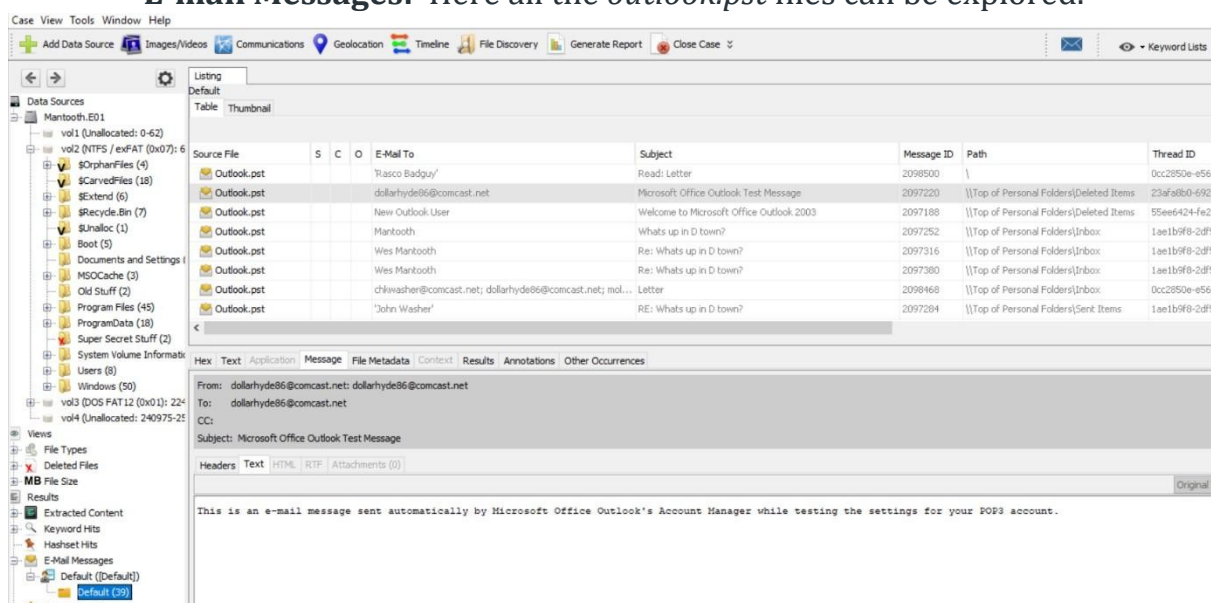 E-mail Messages: Here all the outlook.pst files can be explored.
Case View Tools Window Help
Add Data Source Images/Videos Communications Geolocation Timeline File Discovery Generate Report Close Case Keyword Lists
Listing
Default
Table Thumbnail
Data Sources
Mantooth.E01
vol1 (Unallocated: 0-62)
vol2 (NTFS / exFAT (0x07): 6
$OrphanFiles (4)
$CarvedFiles (18)
$Extend (6)
$Recycle.Bin (7)
$Unalloc (1)
Boot (5)
Documents and Settings (
MSOCache (3)
Old Stuff (2)
Program Files (45)
ProgramData (18)
Super Secret Stuff (2)
System Volume Informatic
Users (8)
Windows (50)
vol3 (DOS FAT12 (0x01): 224
vol4 (Unallocated: 240975-25
Views
File Types
Deleted Files
MB File Size
Results
Extracted Content
Keyword Hits
Hashset Hits
E-Mail Messages
Default ([Default])
Default (39)
Source File S C O E-Mail To Subject Message ID Path Thread ID
Outlook.pst 'Rasco Badguy' Read: Letter 2098500 \ 0cc2850e-e56
Outlook.pst dollarhyde86@comcast.net Microsoft Office Outlook Test Message 2097220 \\Top of Personal Folders\Deleted Items 23afa8b0-692
Outlook.pst New Outlook User Welcome to Microsoft Office Outlook 2003 2097188 \\Top of Personal Folders\Deleted Items 55ee6424-fe2
Outlook.pst Mantooth Whats up in D town? 2097252 \\Top of Personal Folders\Inbox 1ae1b9f8-2df5
Outlook.pst Wes Mantooth Re: Whats up in D town? 2097316 \\Top of Personal Folders\Inbox 1ae1b9f8-2df5
Outlook.pst Wes Mantooth Re: Whats up in D town? 2097380 \\Top of Personal Folders\Inbox 1ae1b9f8-2df5
Outlook.pst chkwasher@comcast.net; dollarhyde86@comcast.net; mol... Letter 2098468 \\Top of Personal Folders\Inbox 0cc2850e-e56
Outlook.pst 'John Washer' RE: Whats up in D town? 2097284 \\Top of Personal Folders\Sent Items 1ae1b9f8-2df5
Hex Text Application Message File Metadata Context Results Annotations Other Occurrences
From: dollarhyde86@comcast.net: dollarhyde86@comcast.net
To: dollarhyde86@comcast.net
CC:
Subject: Microsoft Office Outlook Test Message
Headers Text HTML RTF Attachments (0)
Original
This is an e-mail message sent automatically by Microsoft Office Outlook's Account Manager while testing the settings for your POP3 account.